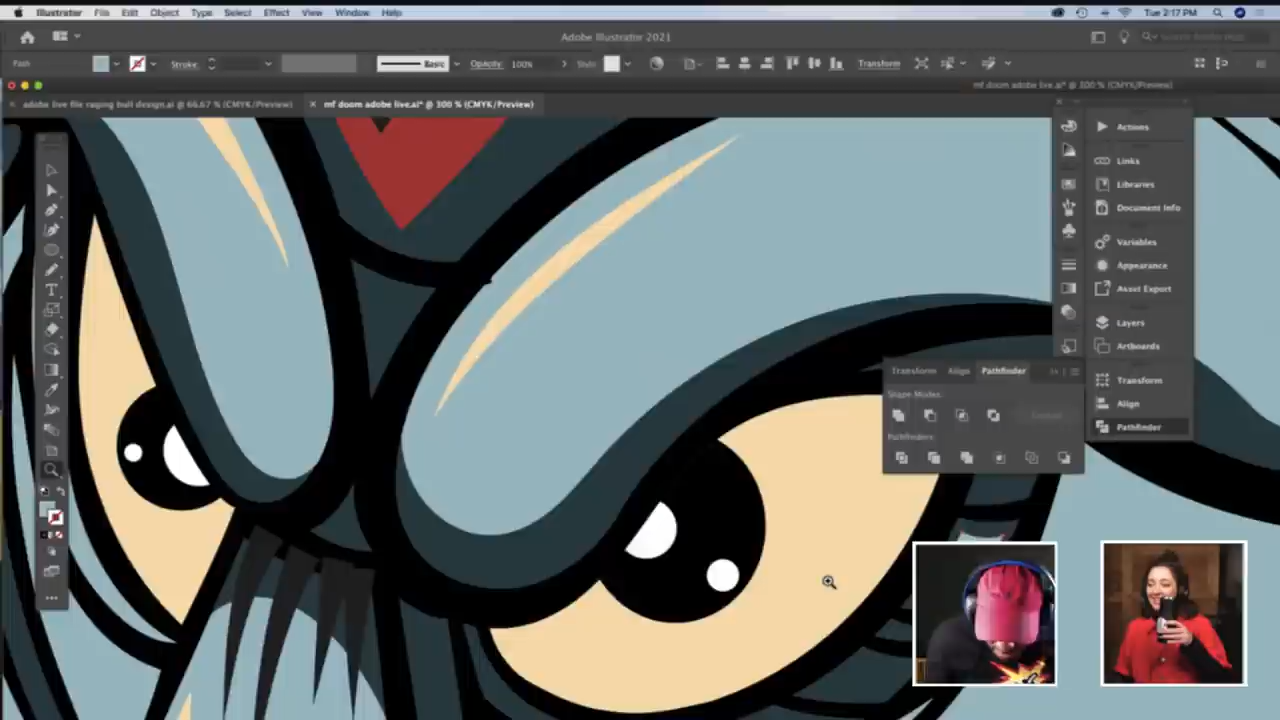 Illustrator File Edit Object Type Select Effect View Window Help Tue 2:17 PM
Adobe Illustrator 2021
Path Stroke: Basic Opacity: 100% Style: Transform
mf doom adobe live.ai* @ 300 % (CMYK/Preview)
adobe live file raging bull design.ai @ 66.67 % (CMYK/Preview) mf doom adobe live.ai* @ 300 % (CMYK/Preview)
Actions
Links
Libraries
Document Info
Variables
Appearance
Asset Export
Layers
Artboards
Transform
Align
Pathfinder
Transform Align Pathfinder
Shape Modes:
Pathfinders: